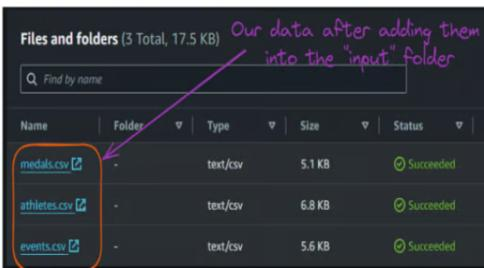 Files and folders (3 Total, 17.5 KB)
Our data after adding them
into the "input" folder
Find by name
Name Folder Type Size Status
medals.csv - text/csv 5.1 KB Succeeded
athletes.csv - text/csv 6.8 KB Succeeded
events.csv - text/csv 5.6 KB Succeeded